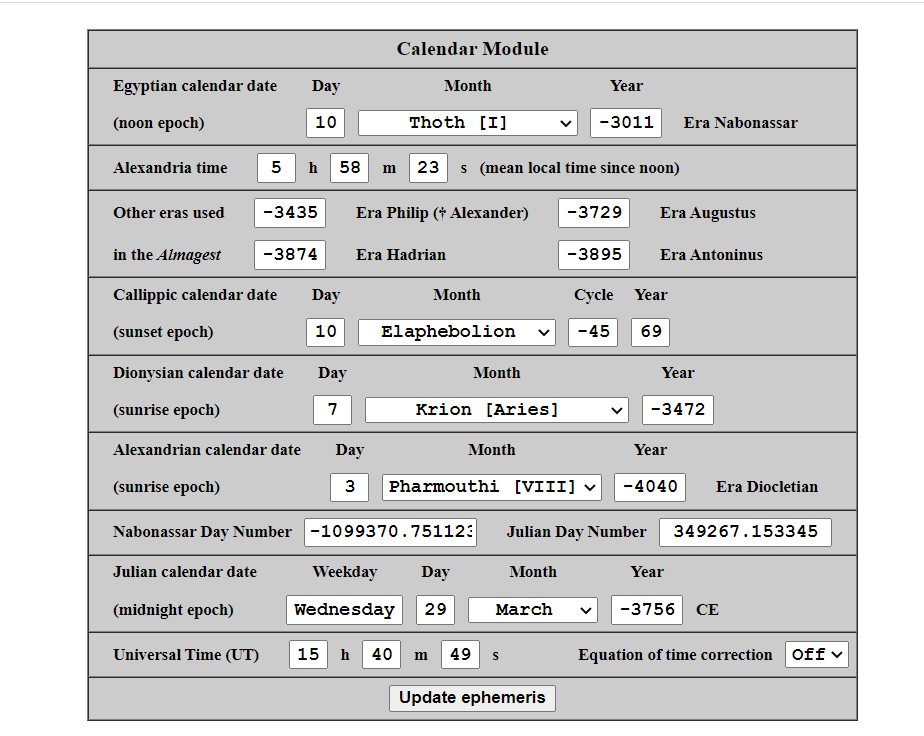 Calendar Module
Egyptian calendar date Day Month Year
(noon epoch) 10 Thoth [I] -3011 Era Nabonassar
Alexandria time 5 h 58 m 23 s (mean local time since noon)
Other eras used -3435 Era Philip († Alexander) -3729 Era Augustus
in the Almagest -3874 Era Hadrian -3895 Era Antoninus
Callippic calendar date Day Month Cycle Year
(sunset epoch) 10 Elaphebolion -45 69
Dionysian calendar date Day Month Year
(sunrise epoch) 7 Krion [Aries] -3472
Alexandrian calendar date Day Month Year
(sunrise epoch) 3 Pharmouthi [VIII] -4040 Era Diocletian
Nabonassar Day Number -1099370.751123 Julian Day Number 349267.153345
Julian calendar date Weekday Day Month Year
(midnight epoch) Wednesday 29 March -3756 CE
Universal Time (UT) 15 h 40 m 49 s Equation of time correction Off
Update ephemeris